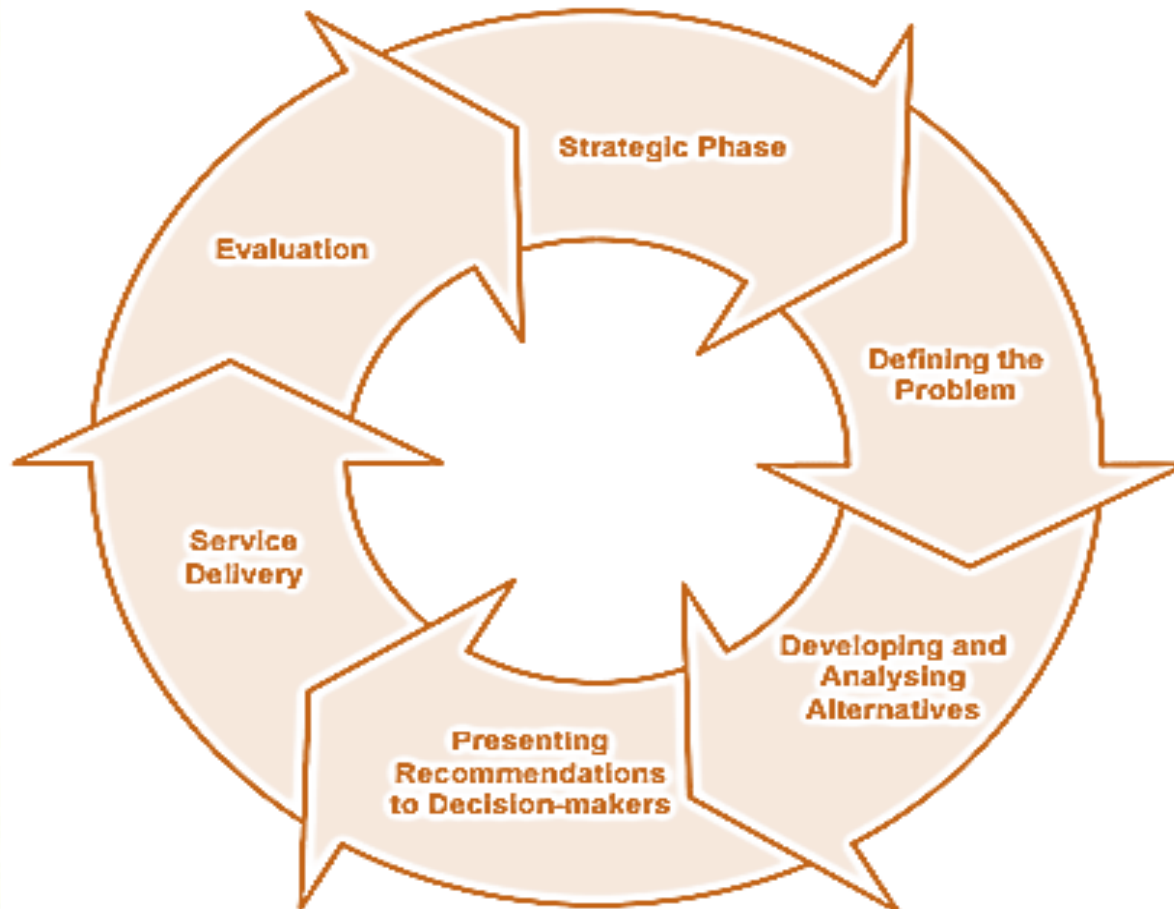 Strategic Phase
Defining the
Problem
Developing and
Analysing
Alternatives
Presenting
Recommendations
to Decision-makers
Service
Delivery
Evaluation